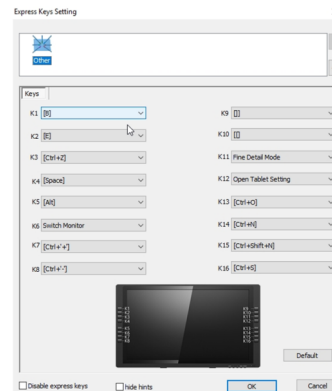 Express Keys Setting
Other
Keys
K1 [B]
K2 [E]
K3 [Ctrl+Z]
K4 [Space]
K5 [Alt]
K6 Switch Monitor
K7 [Ctrl+'+']
K8 [Ctrl+'-']
K9 []]
K10 [[]
K11 Fine Detail Mode
K12 Open Tablet Setting
K13 [Ctrl+O]
K14 [Ctrl+N]
K15 [Ctrl+Shift+N]
K16 [Ctrl+S]
Default
Disable express keys
hide hints
OK
Cancel